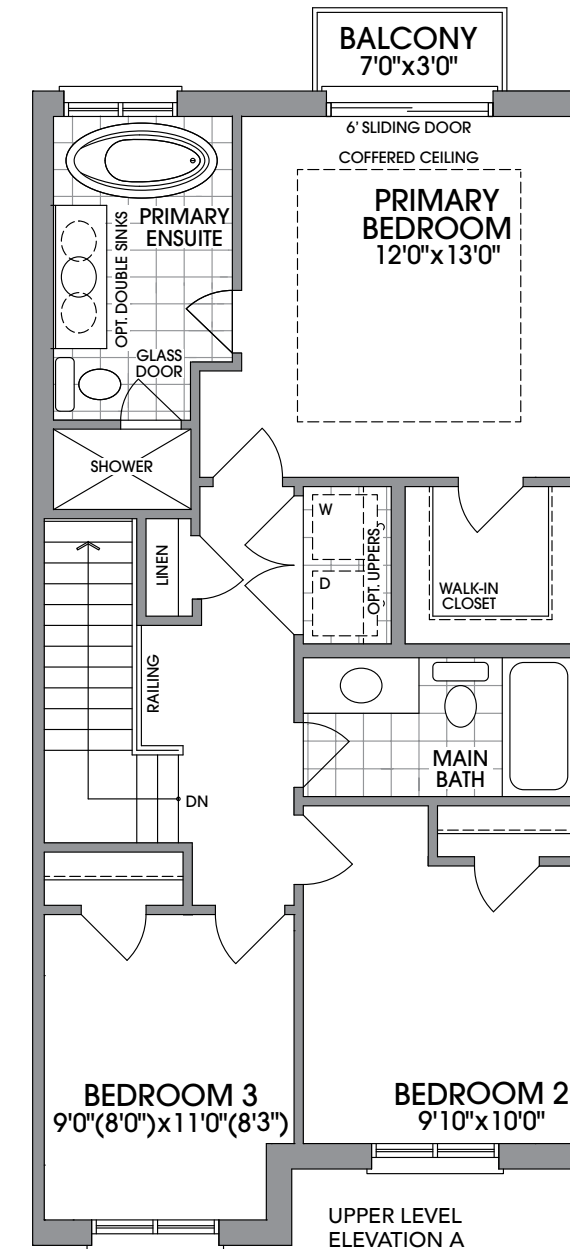 BALCONY
7'0"x3'0"
6' SLIDING DOOR
COFFERED CEILING
PRIMARY
BEDROOM
12'0"x13'0"
PRIMARY
ENSUITE
OPT. DOUBLE SINKS
GLASS
DOOR
SHOWER
LINEN
W
D
OPT. UPPERS
WALK-IN
CLOSET
RAILING
DN
MAIN
BATH
BEDROOM 3
9'0"(8'0")x11'0"(8'3")
BEDROOM 2
9'10"x10'0"
UPPER LEVEL
ELEVATION A